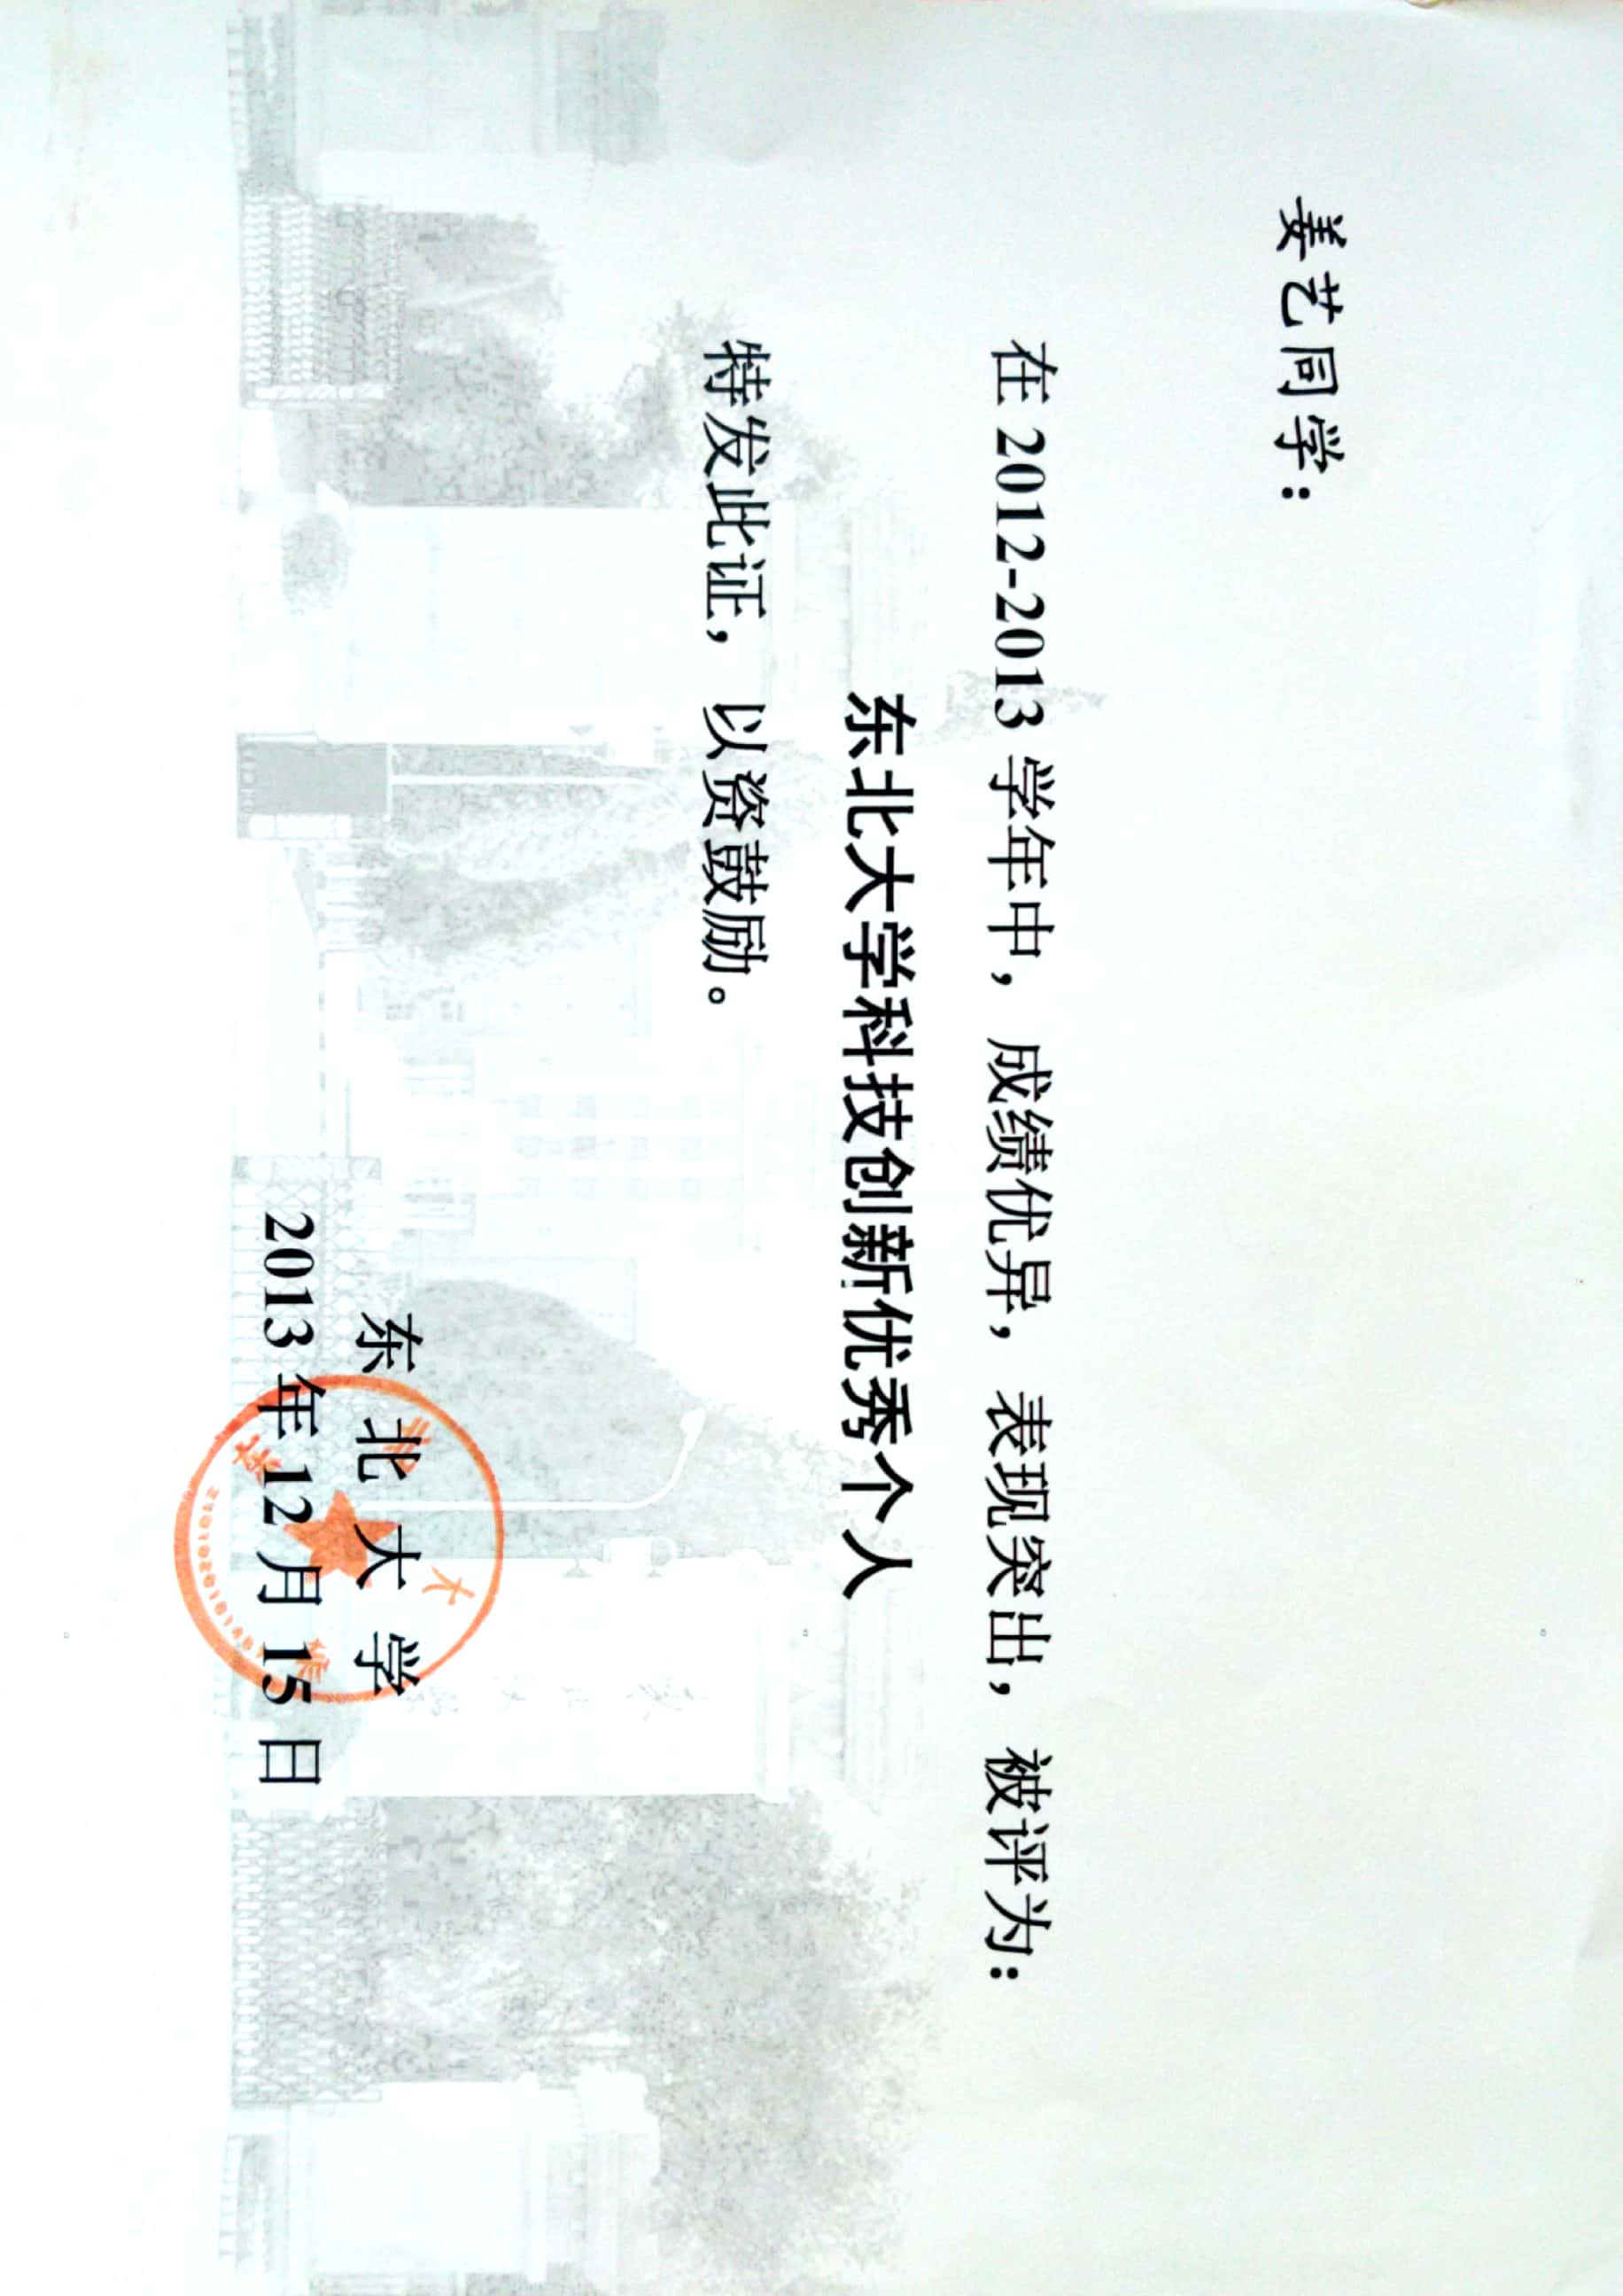 姜艺同学：
在 2012-2013 学年中，成绩优异，表现突出，被评为：
东北大学科技创新优秀个人
特发此证，以资鼓励。
东北大学
2013 年 12 月 15 日